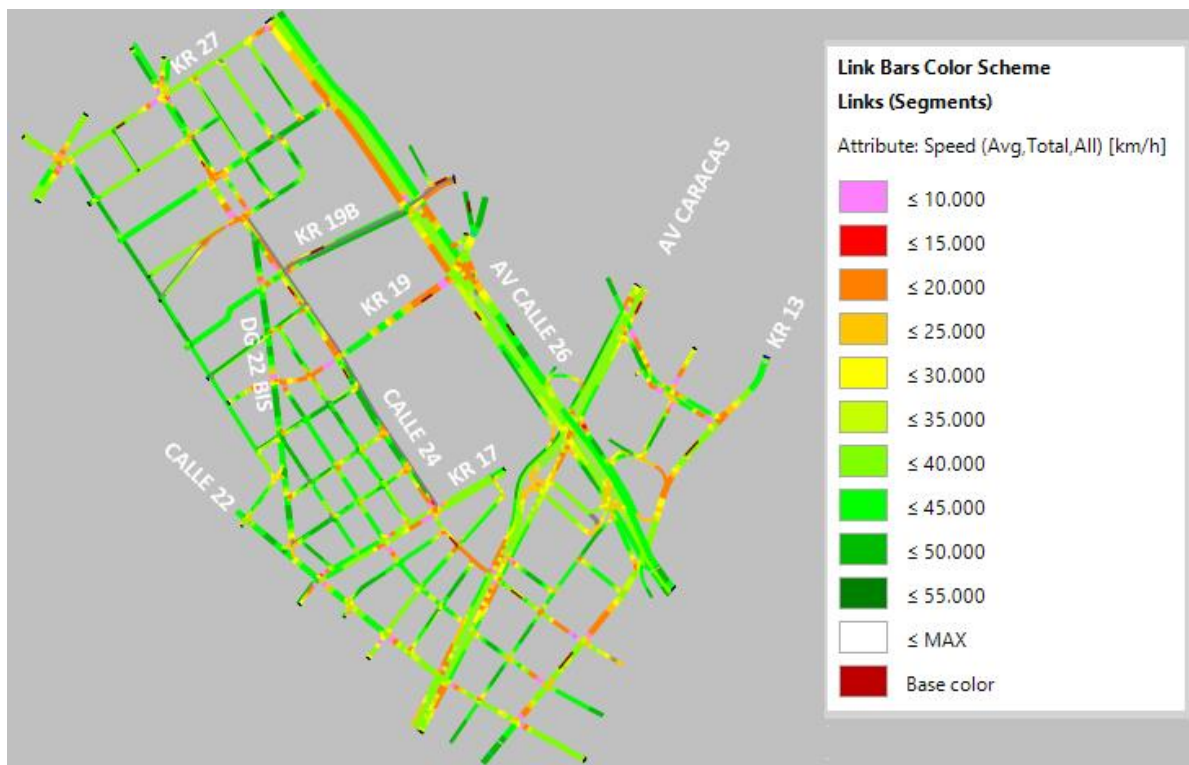 KR 27
KR 19B
AV CARACAS
KR 19
AV CALLE 26
KR 13
DG 22 BIS
CALLE 24
KR 17
CALLE 22
Link Bars Color Scheme
Links (Segments)
Attribute: Speed (Avg,Total,All) [km/h]
≤ 10.000
≤ 15.000
≤ 20.000
≤ 25.000
≤ 30.000
≤ 35.000
≤ 40.000
≤ 45.000
≤ 50.000
≤ 55.000
≤ MAX
Base color